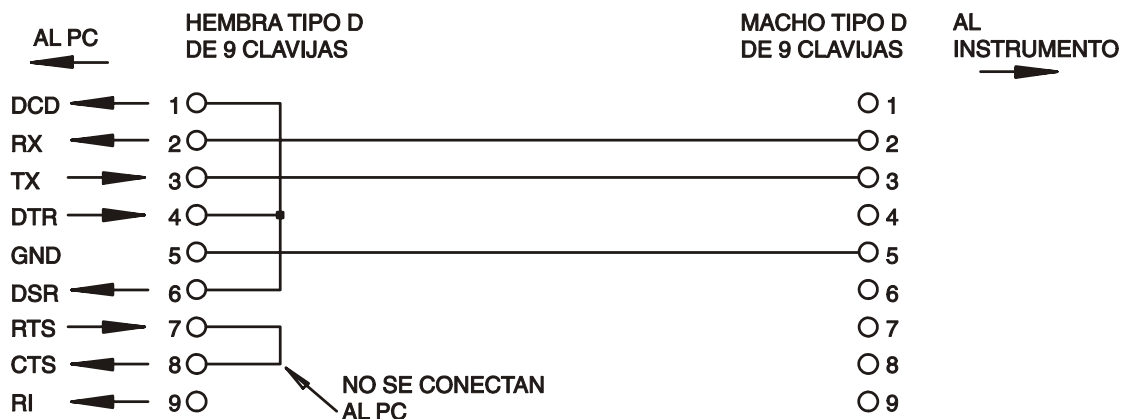 AL PC
HEMBRA TIPO D
DE 9 CLAVIJAS
MACHO TIPO D
DE 9 CLAVIJAS
AL
INSTRUMENTO
DCD 1 1
RX 2 2
TX 3 3
DTR 4 4
GND 5 5
DSR 6 6
RTS 7 7
CTS 8 8
RI 9 9
NO SE CONECTAN
AL PC